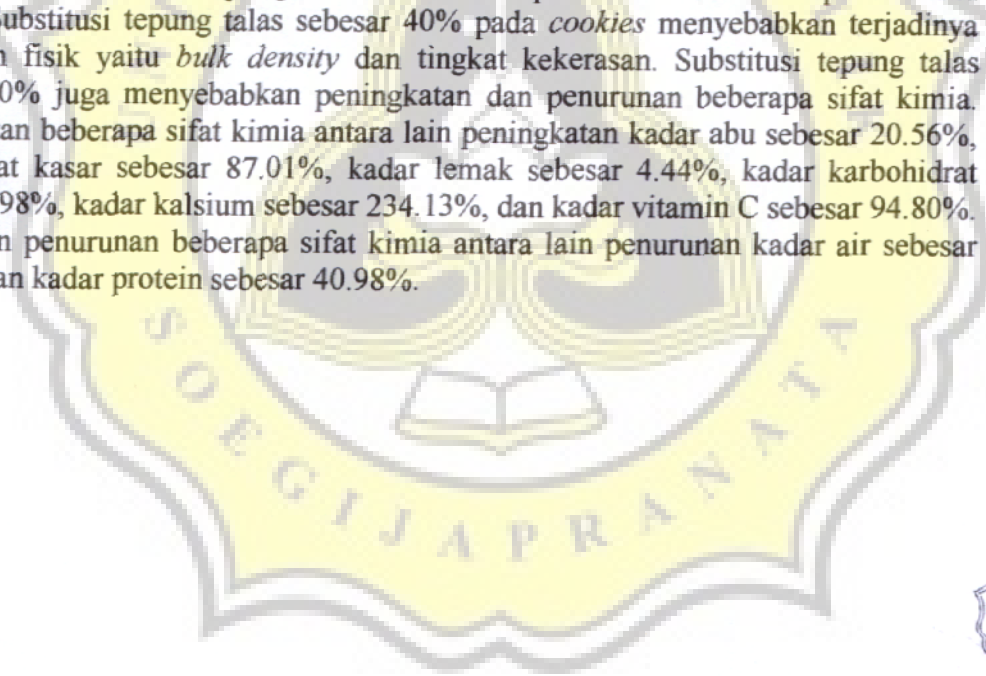 ubstitusi tepung talas sebesar 40% pada cookies menyebabkan terjadinya
fisik yaitu bulk density dan tingkat kekerasan. Substitusi tepung talas
0% juga menyebabkan peningkatan dan penurunan beberapa sifat kimia.
an beberapa sifat kimia antara lain peningkatan kadar abu sebesar 20.56%,
at kasar sebesar 87.01%, kadar lemak sebesar 4.44%, kadar karbohidrat
98%, kadar kalsium sebesar 234.13%, dan kadar vitamin C sebesar 94.80%.
n penurunan beberapa sifat kimia antara lain penurunan kadar air sebesar
an kadar protein sebesar 40.98%.
SOEGIJAPRANATA